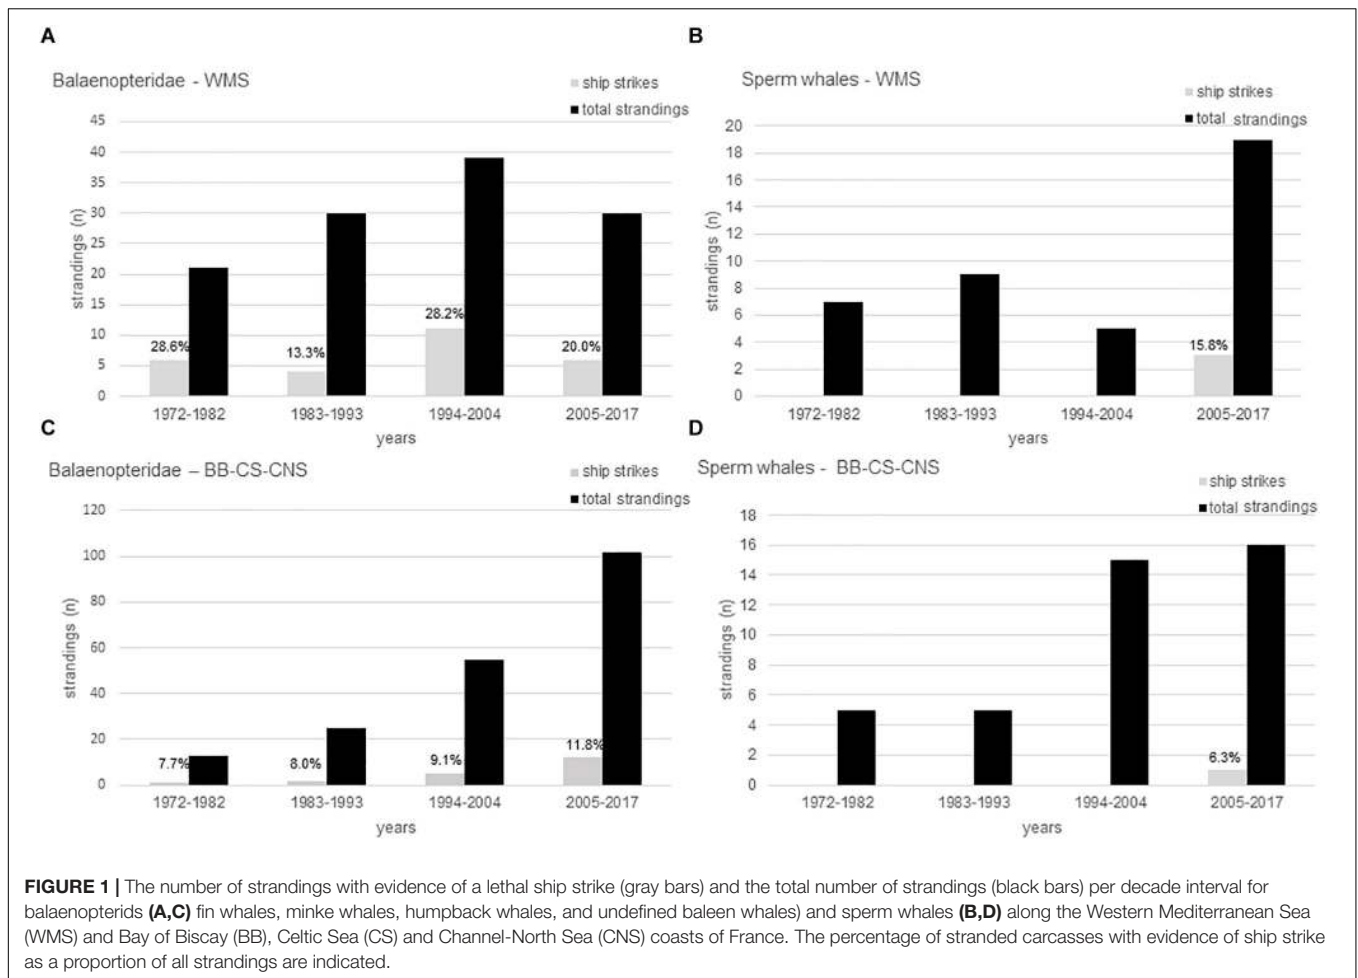 A
Balaenopteridae - WMS
ship strikes
total strandings
45
40
35
30
25
20
15
10
5
0
strandings (n)
28.6%
13.3%
28.2%
20.0%
1972-1982
1983-1993
1994-2004
2005-2017
years
B
Sperm whales - WMS
ship strikes
total strandings
20
18
16
14
12
10
8
6
4
2
0
strandings (n)
15.8%
1972-1982
1983-1993
1994-2004
2005-2017
years
C
Balaenopteridae – BB-CS-CNS
ship strikes
total strandings
120
100
80
60
40
20
0
strandings (n)
7.7%
8.0%
9.1%
11.8%
1972-1982
1983-1993
1994-2004
2005-2017
years
D
Sperm whales - BB-CS-CNS
ship strikes
total strandings
18
16
14
12
10
8
6
4
2
0
strandings (n)
6.3%
1972-1982
1983-1993
1994-2004
2005-2017
years
FIGURE 1 | The number of strandings with evidence of a lethal ship strike (gray bars) and the total number of strandings (black bars) per decade interval for
balaenopterids (A,C) fin whales, minke whales, humpback whales, and undefined baleen whales) and sperm whales (B,D) along the Western Mediterranean Sea
(WMS) and Bay of Biscay (BB), Celtic Sea (CS) and Channel-North Sea (CNS) coasts of France. The percentage of stranded carcasses with evidence of ship strike
as a proportion of all strandings are indicated.